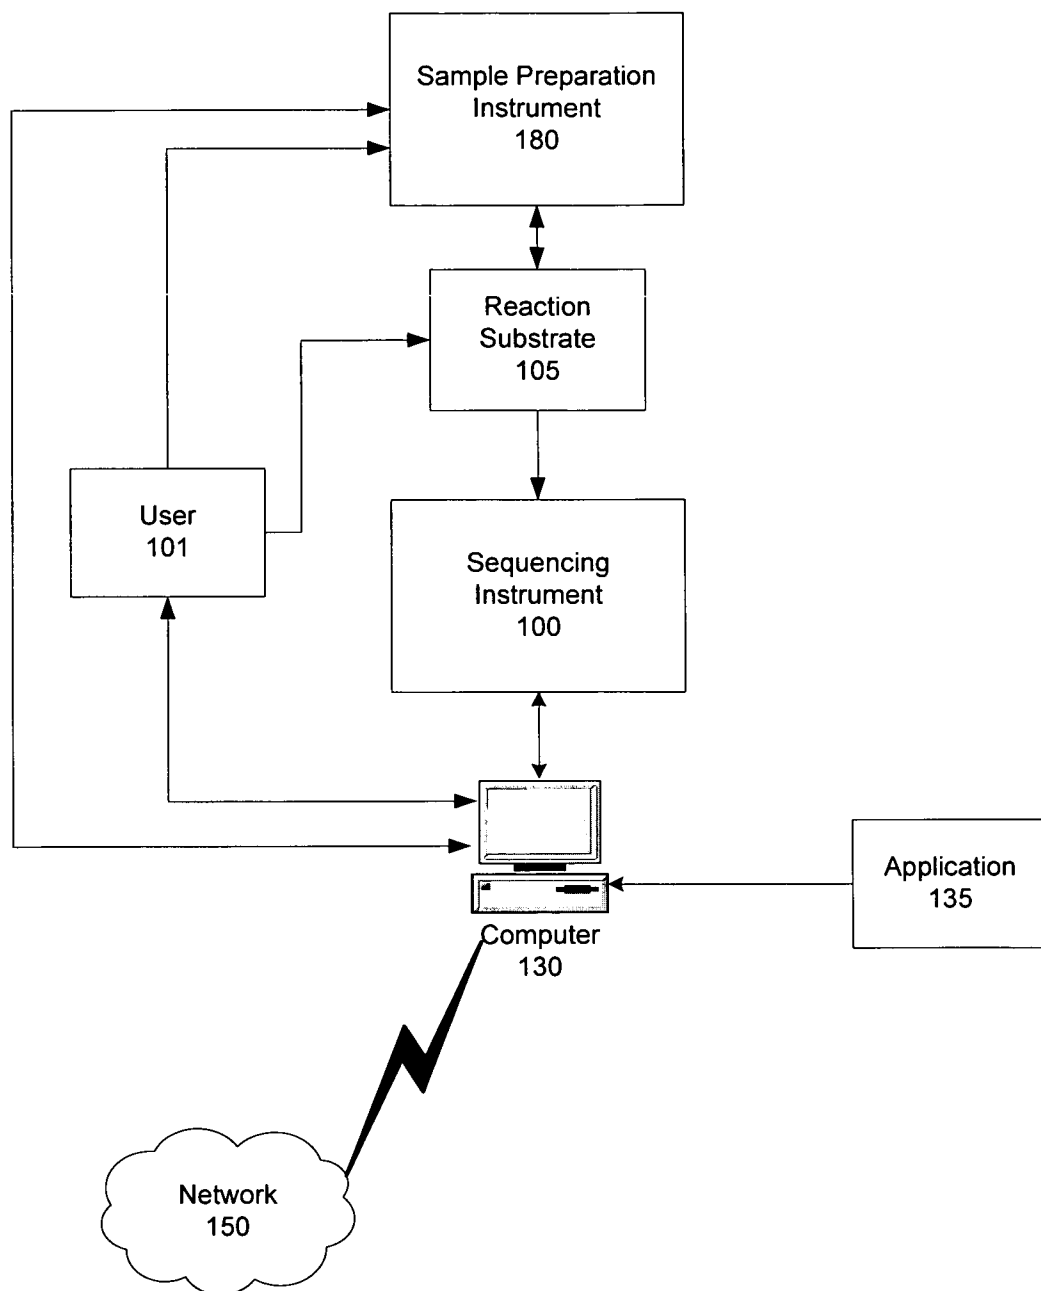 Sample Preparation
Instrument
180
Reaction
Substrate
105
User
101
Sequencing
Instrument
100
Application
135
Computer
130
Network
150